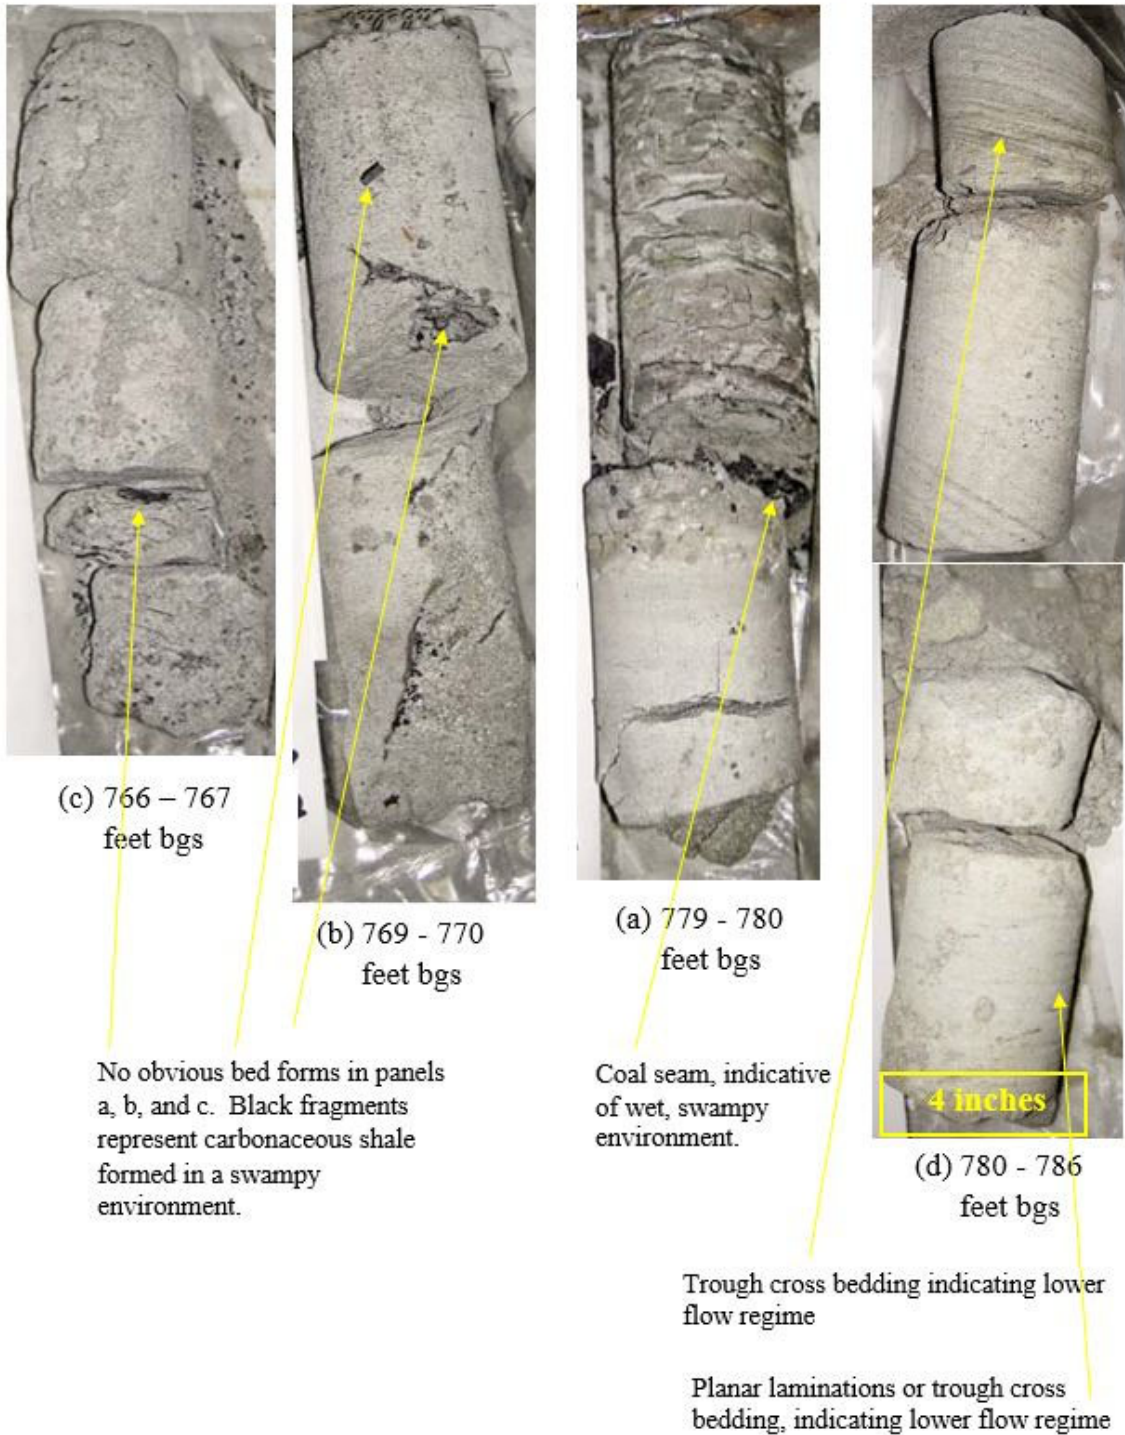 (c) 766 – 767
feet bgs
(b) 769 - 770
feet bgs
(a) 779 - 780
feet bgs
4 inches
(d) 780 - 786
feet bgs
No obvious bed forms in panels
a, b, and c.  Black fragments
represent carbonaceous shale
formed in a swampy
environment.
Coal seam, indicative
of wet, swampy
environment.
Trough cross bedding indicating lower
flow regime
Planar laminations or trough cross
bedding, indicating lower flow regime